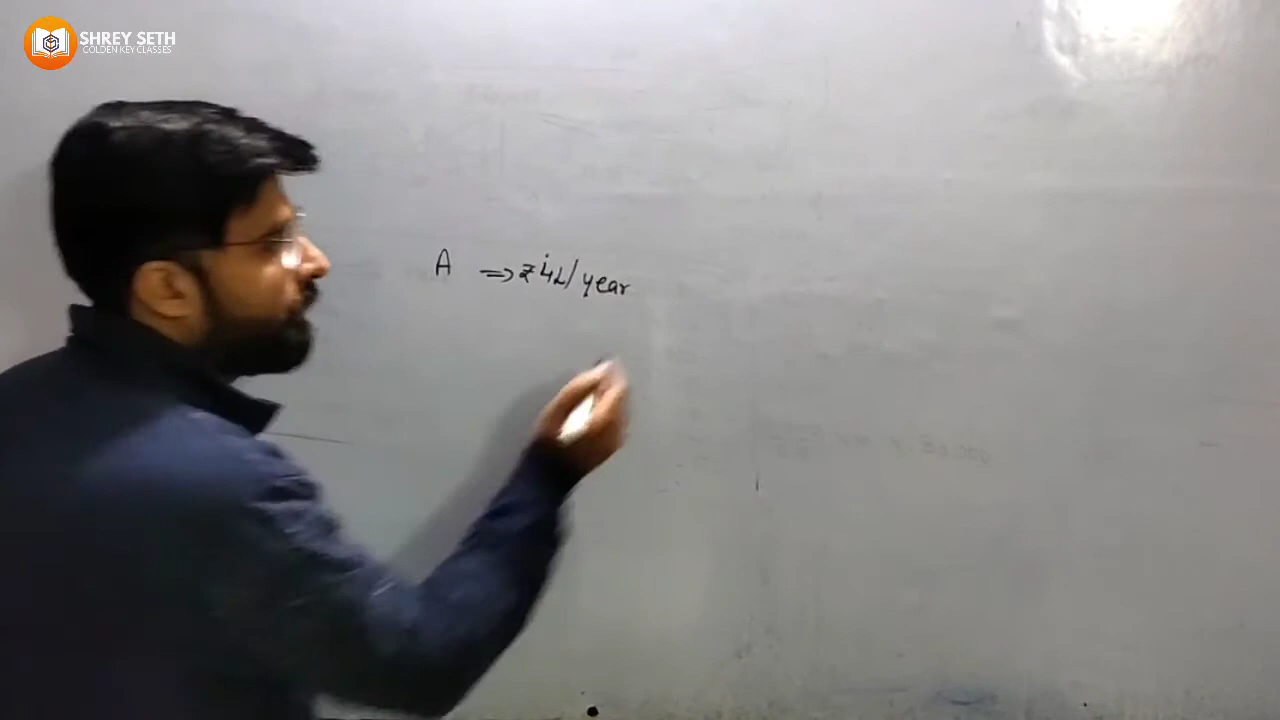 SHREY SETH
GOLDEN KEY CLASSES
A ⇒ ₹ 4L/year